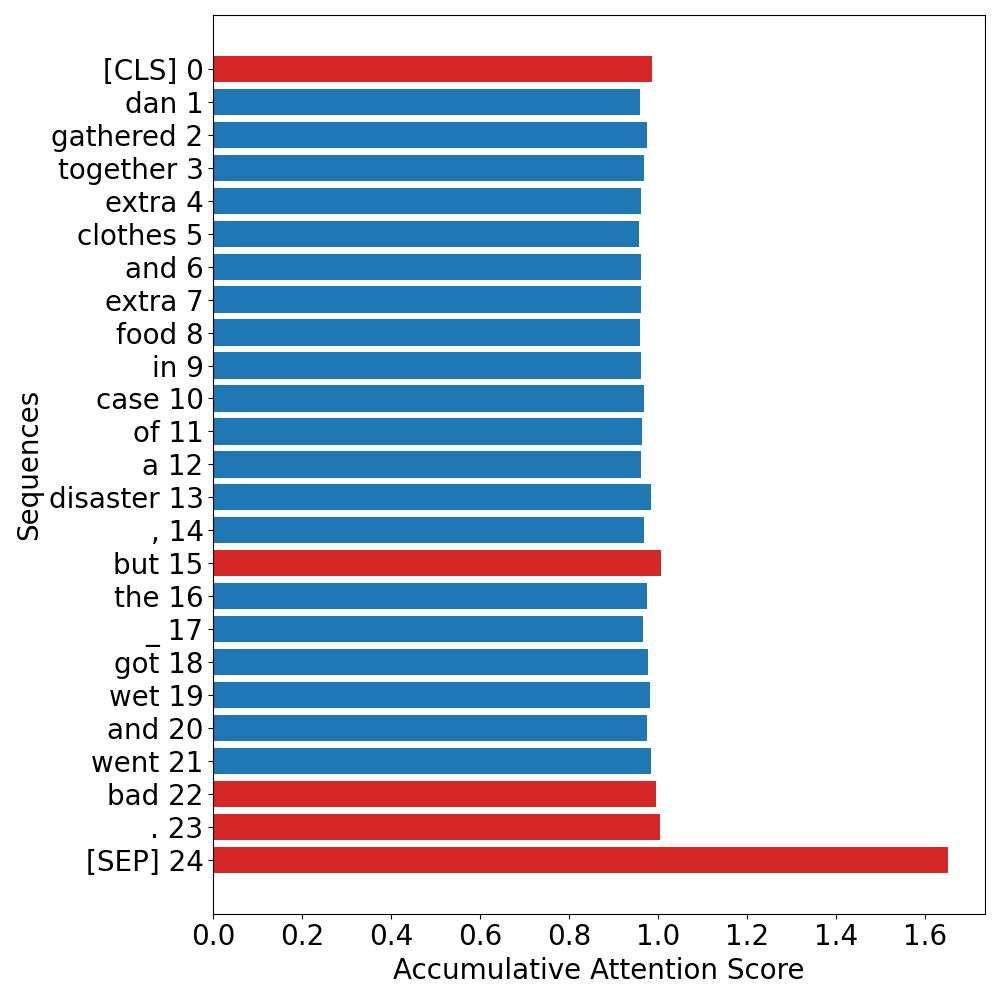 [CLS] 0
dan 1
gathered 2
together 3
extra 4
clothes 5
and 6
extra 7
food 8
in 9
case 10
of 11
a 12
disaster 13
, 14
but 15
the 16
_ 17
got 18
wet 19
and 20
went 21
bad 22
. 23
[SEP] 24
Sequences
0.0 0.2 0.4 0.6 0.8 1.0 1.2 1.4 1.6
Accumulative Attention Score